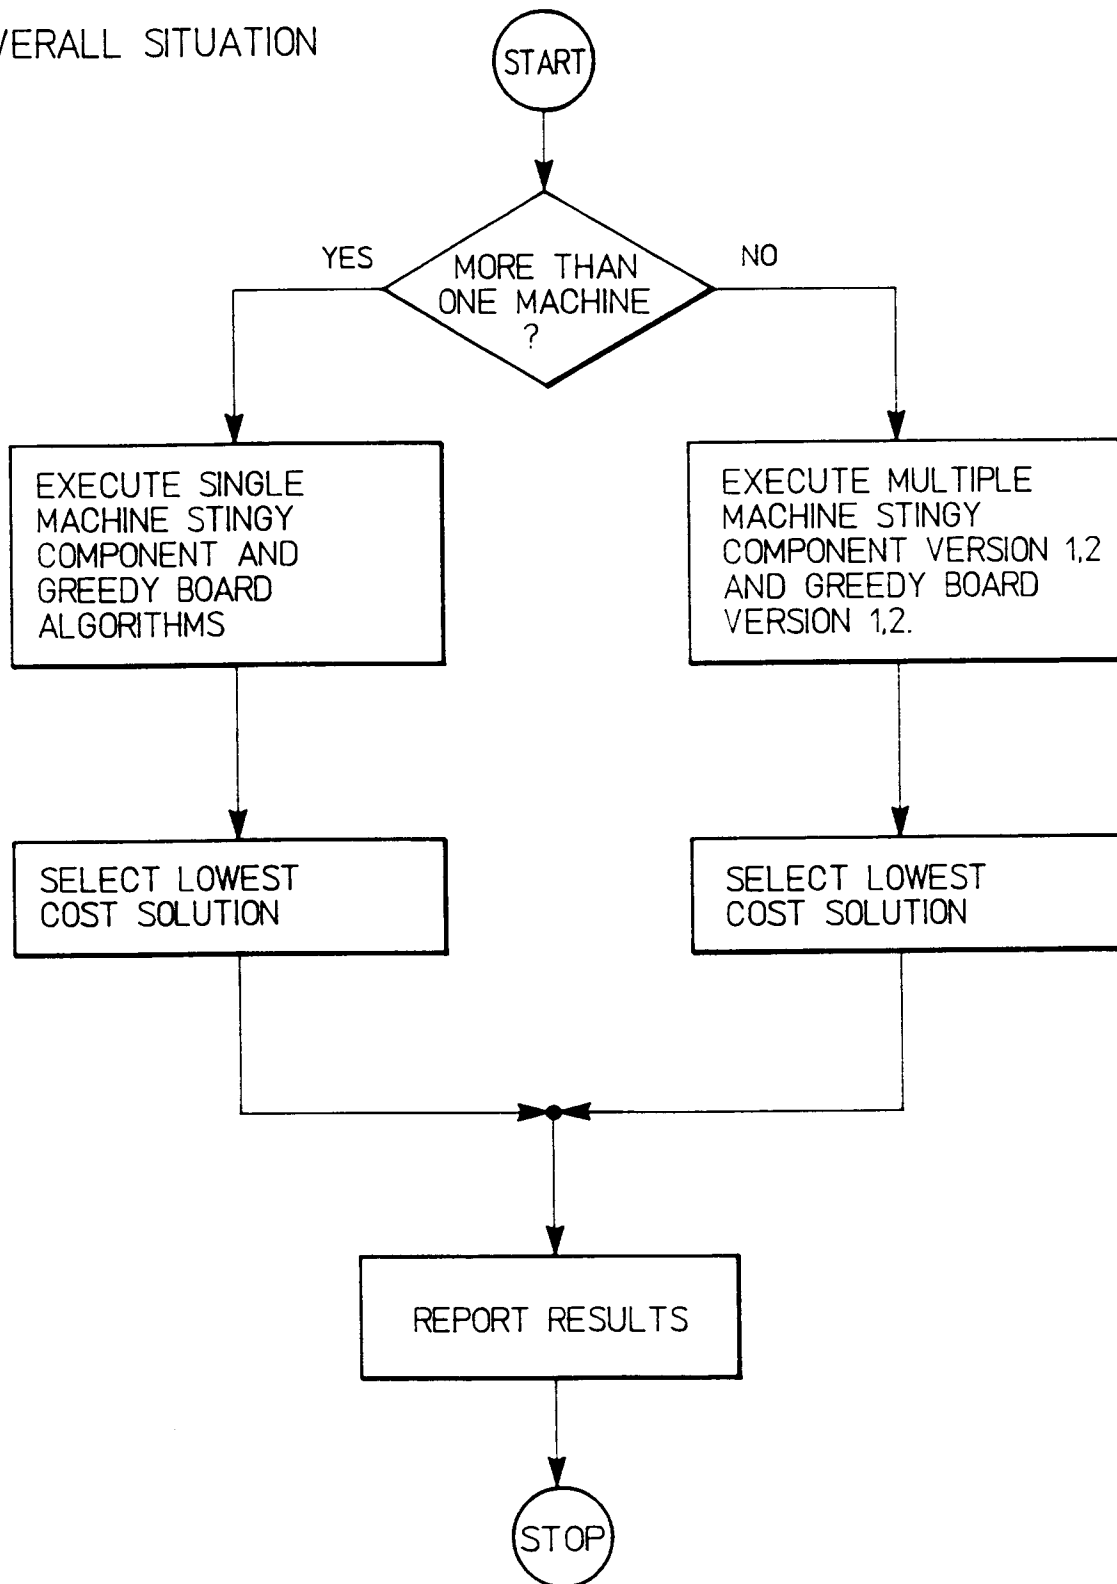 VERALL SITUATION
START
YES
NO
MORE THAN
ONE MACHINE
?
EXECUTE SINGLE
MACHINE STINGY
COMPONENT AND
GREEDY BOARD
ALGORITHMS
EXECUTE MULTIPLE
MACHINE STINGY
COMPONENT VERSION 1,2
AND GREEDY BOARD
VERSION 1,2.
SELECT LOWEST
COST SOLUTION
SELECT LOWEST
COST SOLUTION
REPORT RESULTS
STOP